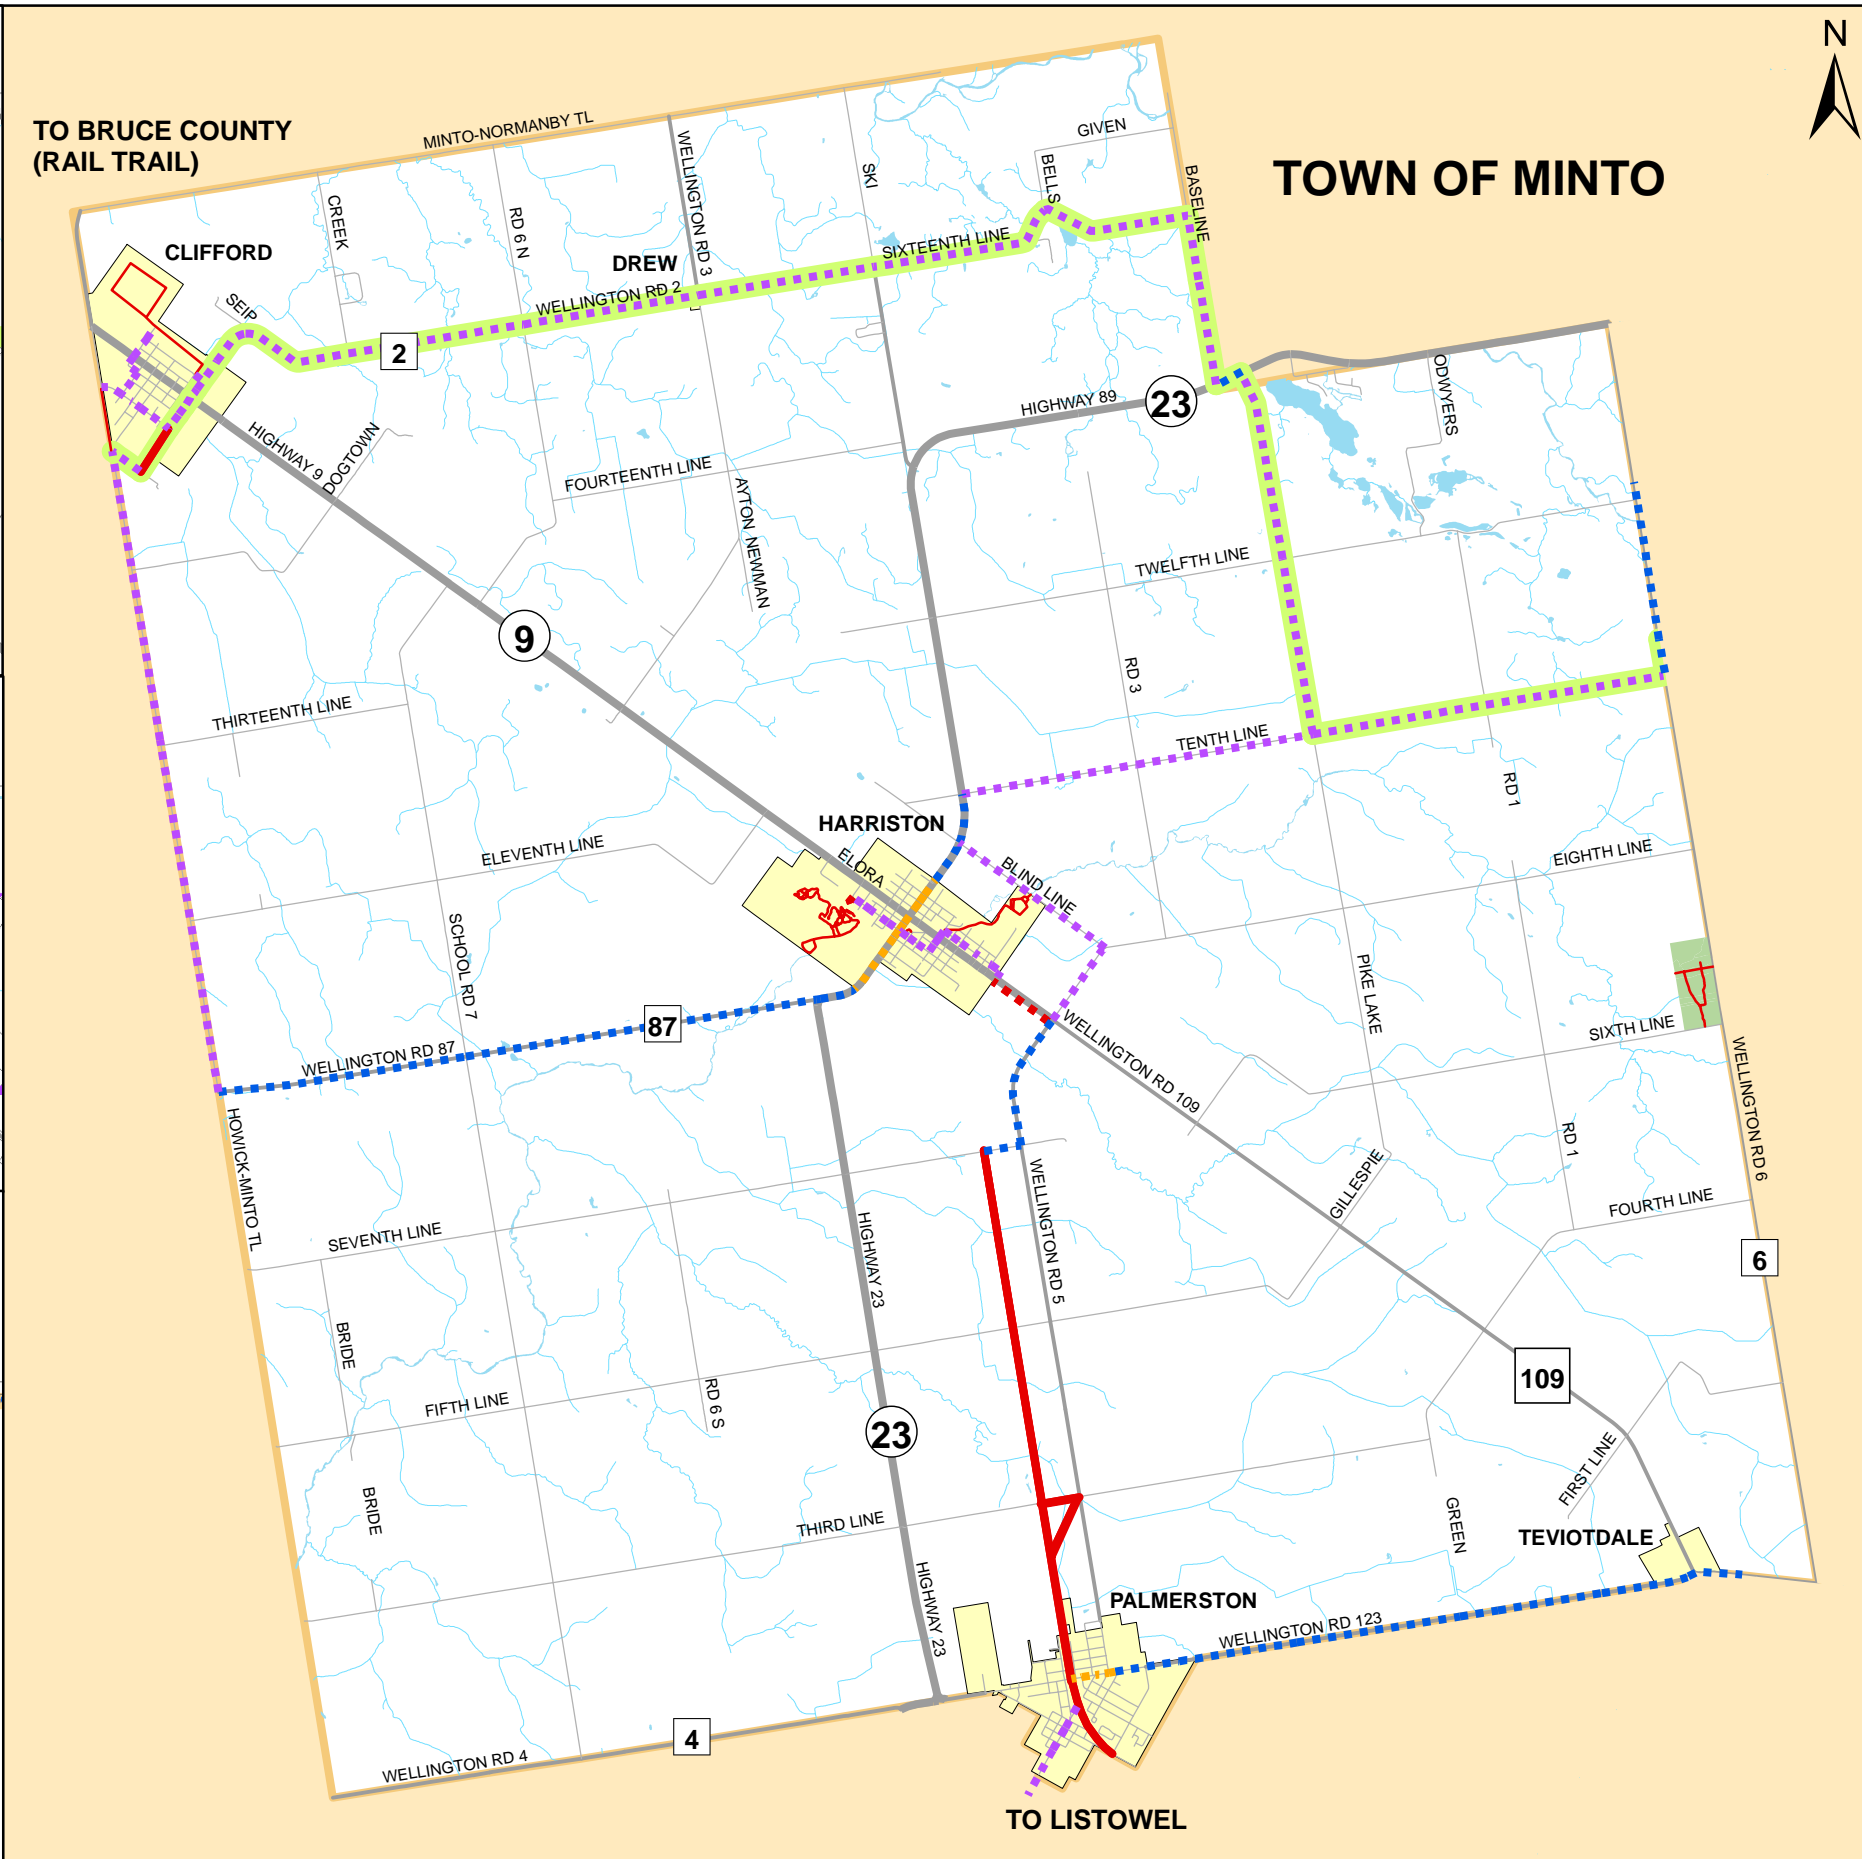 N
TO BRUCE COUNTY
(RAIL TRAIL)
TOWN OF MINTO
MINTO-NORMANBY TL
WELLINGTON RD 3
SKI
GIVEN
BELLS
BASELINE
CREEK
RD 6 N
CLIFFORD
DREW
SIXTEENTH LINE
WELLINGTON RD 2
SEIP
2
HIGHWAY 89
23
ODWYERS
HIGHWAY 9
DOGTOWN
FOURTEENTH LINE
AYTON NEWMAN
TWELFTH LINE
9
RD 3
THIRTEENTH LINE
TENTH LINE
RD 1
HARRISTON
ELORA
BLIND LINE
ELEVENTH LINE
EIGHTH LINE
SCHOOL RD 7
PIKE LAKE
87
WELLINGTON RD 87
WELLINGTON RD 109
SIXTH LINE
WELLINGTON RD 6
HOWICK-MINTO TL
RD 1
GILLESPIE
WELLINGTON RD 5
HIGHWAY 23
FOURTH LINE
SEVENTH LINE
6
BRIDE
RD 6 S
109
FIFTH LINE
23
FIRST LINE
BRIDE
THIRD LINE
GREEN
TEVIOTDALE
HIGHWAY 23
PALMERSTON
WELLINGTON RD 123
4
WELLINGTON RD 4
TO LISTOWEL